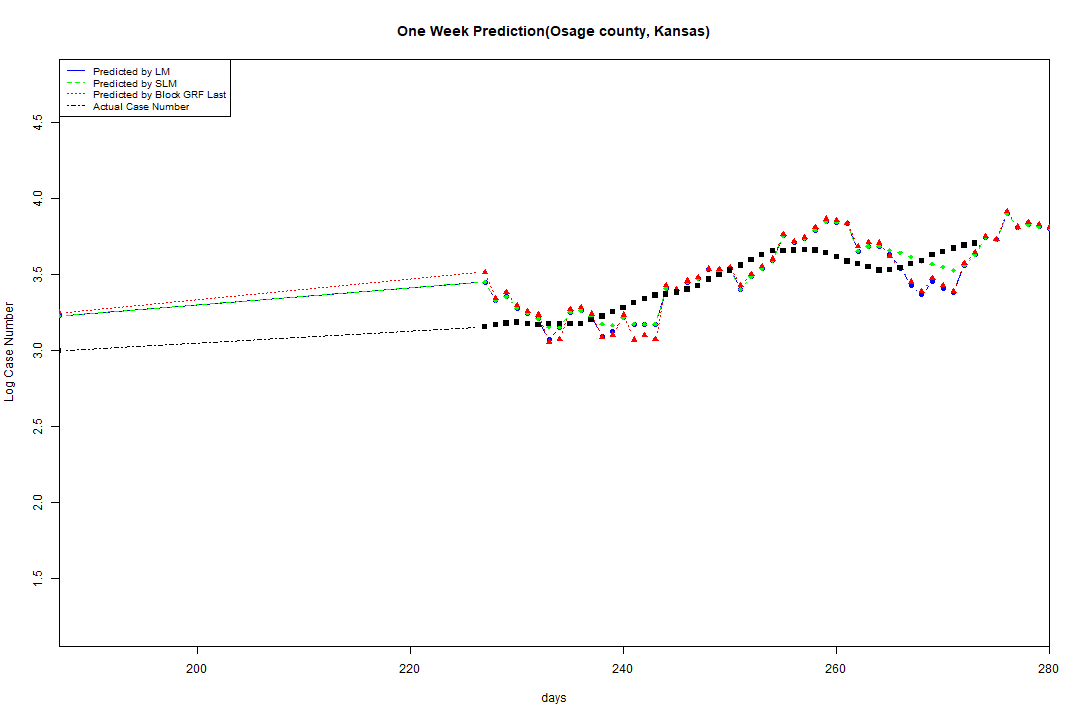 One Week Prediction(Osage county, Kansas)
Predicted by LM
Predicted by SLM
Predicted by Block GRF Last
Actual Case Number
4.5
4.0
3.5
3.0
2.5
2.0
1.5
Log Case Number
200 220 240 260 280
days